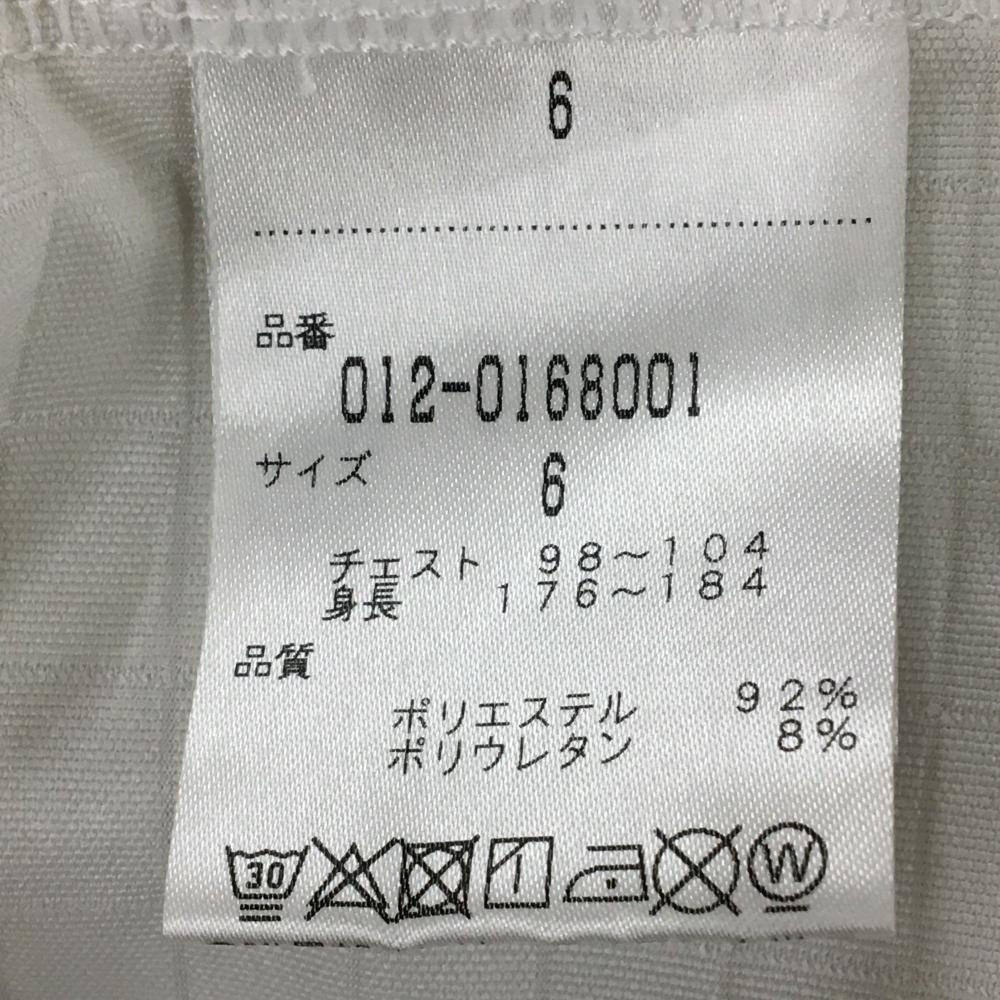 6
品番
012-0168001
サイズ 6
チェスト 98～104
身長 176～184
品質
ポリエステル 92%
ポリウレタン 8%
30 W